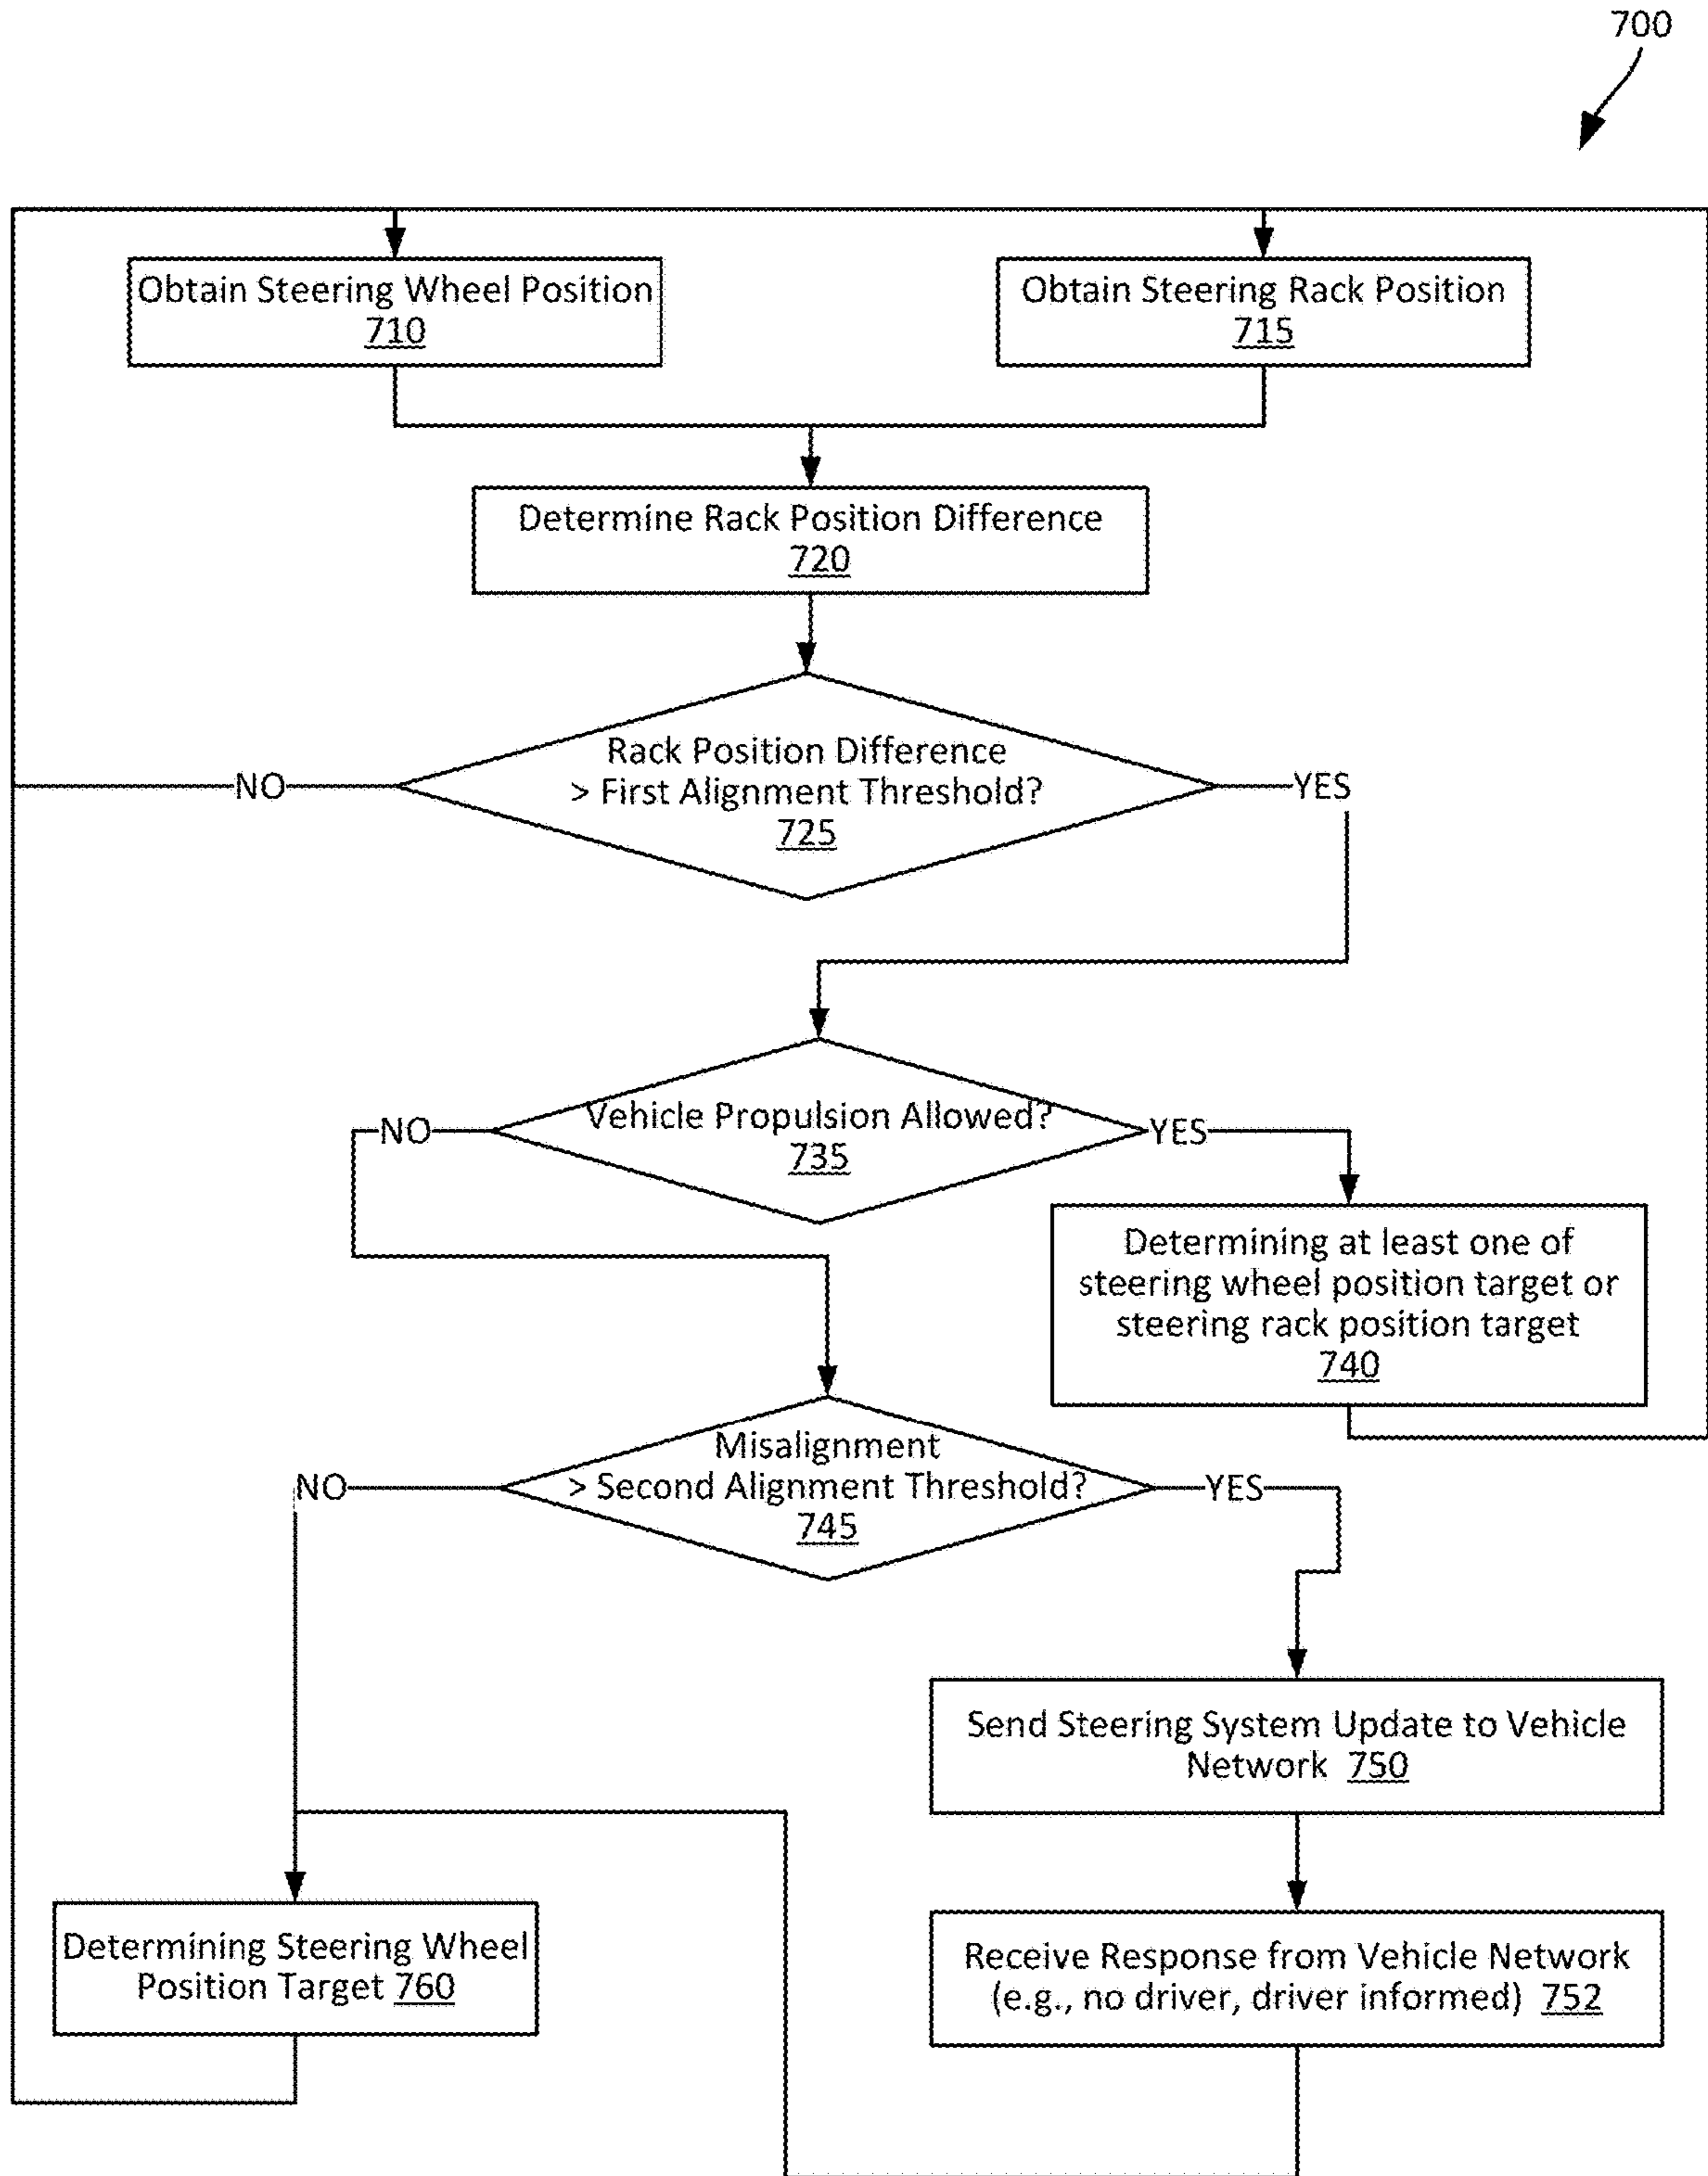 700
Obtain Steering Wheel Position
710
Obtain Steering Rack Position
715
Determine Rack Position Difference
720
Rack Position Difference
> First Alignment Threshold?
725
NO
YES
Vehicle Propulsion Allowed?
735
NO
YES
Determining at least one of
steering wheel position target or
steering rack position target
740
Misalignment
> Second Alignment Threshold?
745
NO
YES
Send Steering System Update to Vehicle
Network 750
Receive Response from Vehicle Network
(e.g., no driver, driver informed) 752
Determining Steering Wheel
Position Target 760